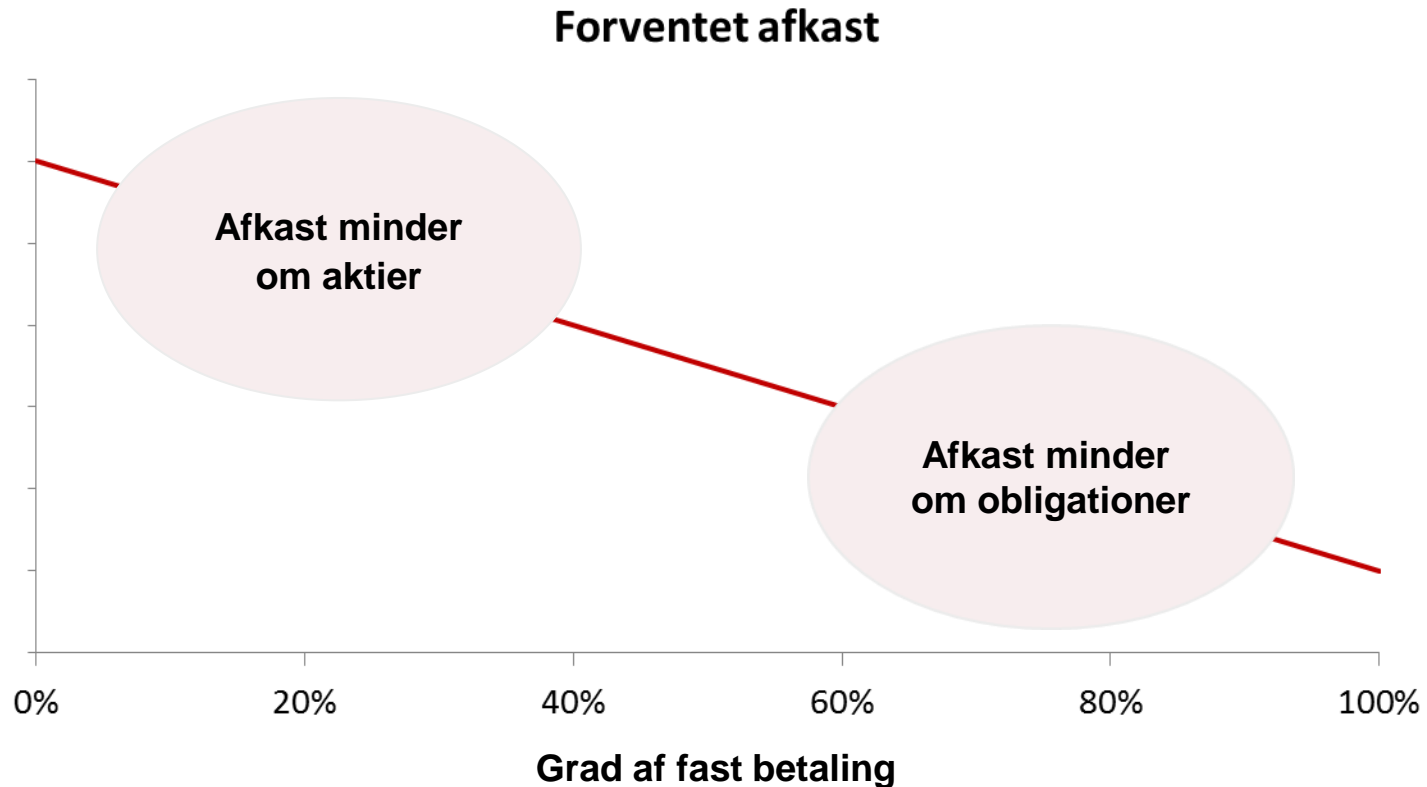 Forventet afkast
Afkast minder
om aktier
Afkast minder
om obligationer
0%
20%
40%
60%
80%
100%
Grad af fast betaling